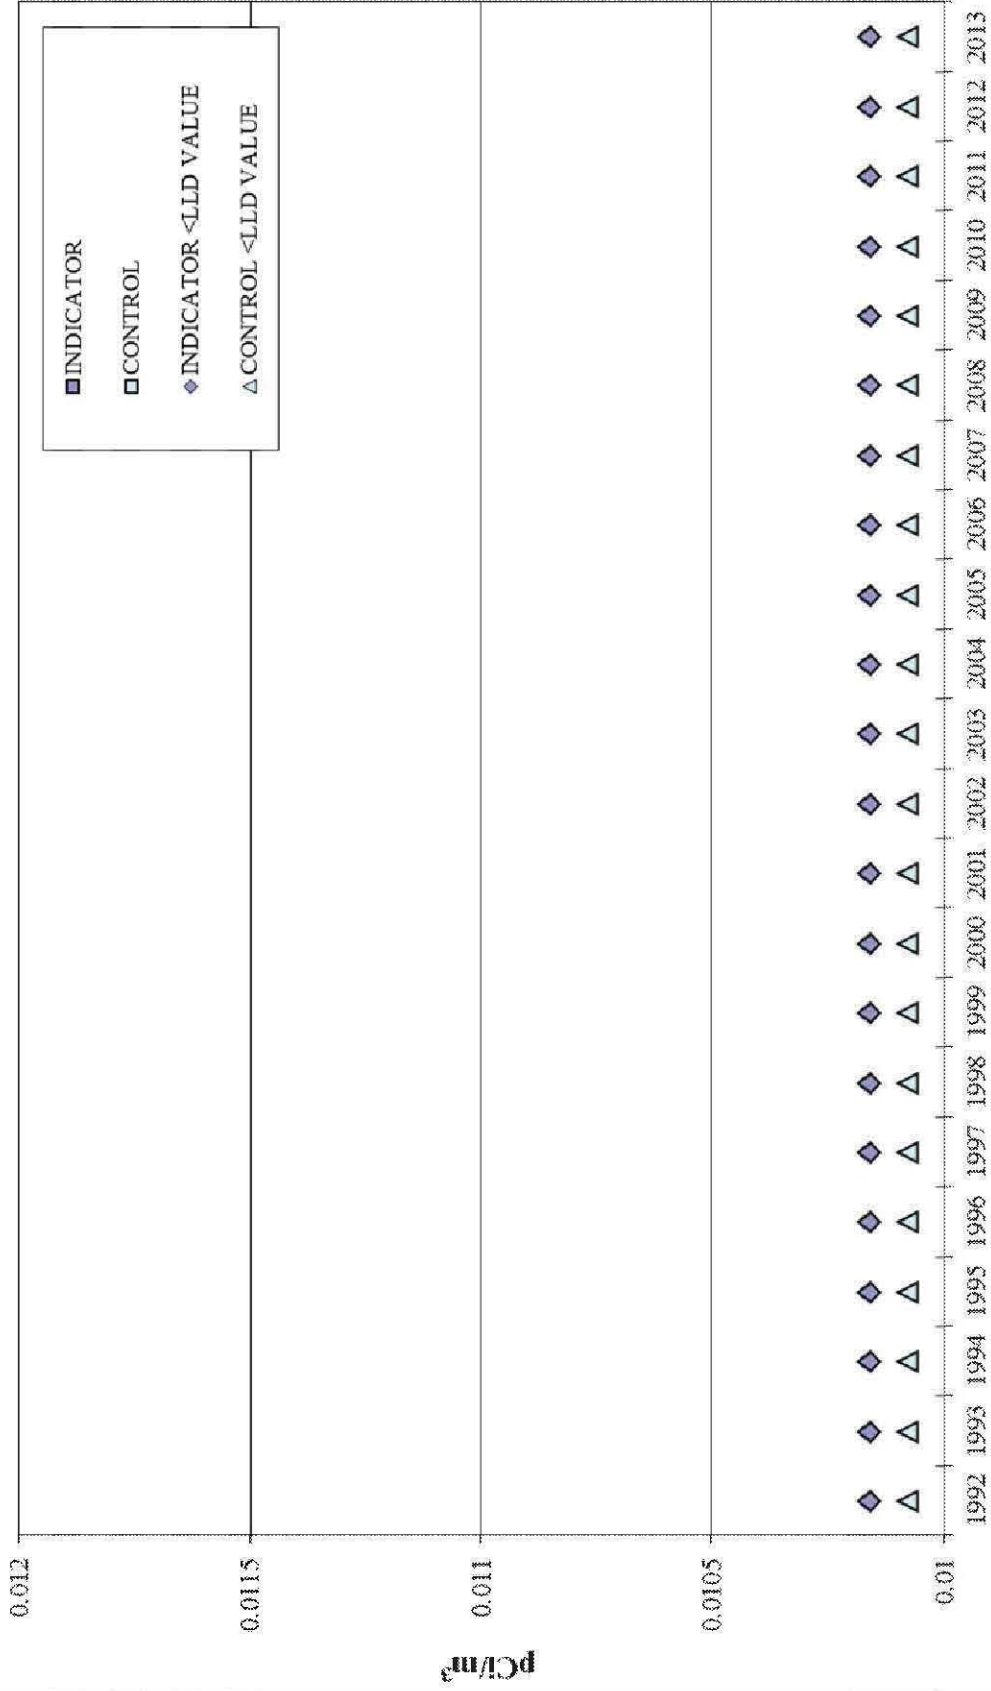 pCi/m³
0.012
0.0115
0.011
0.0105
0.01
INDICATOR
CONTROL
INDICATOR <LLD VALUE
CONTROL <LLD VALUE
1992 1993 1994 1995 1996 1997 1998 1999 2000 2001 2002 2003 2004 2005 2006 2007 2008 2009 2010 2011 2012 2013